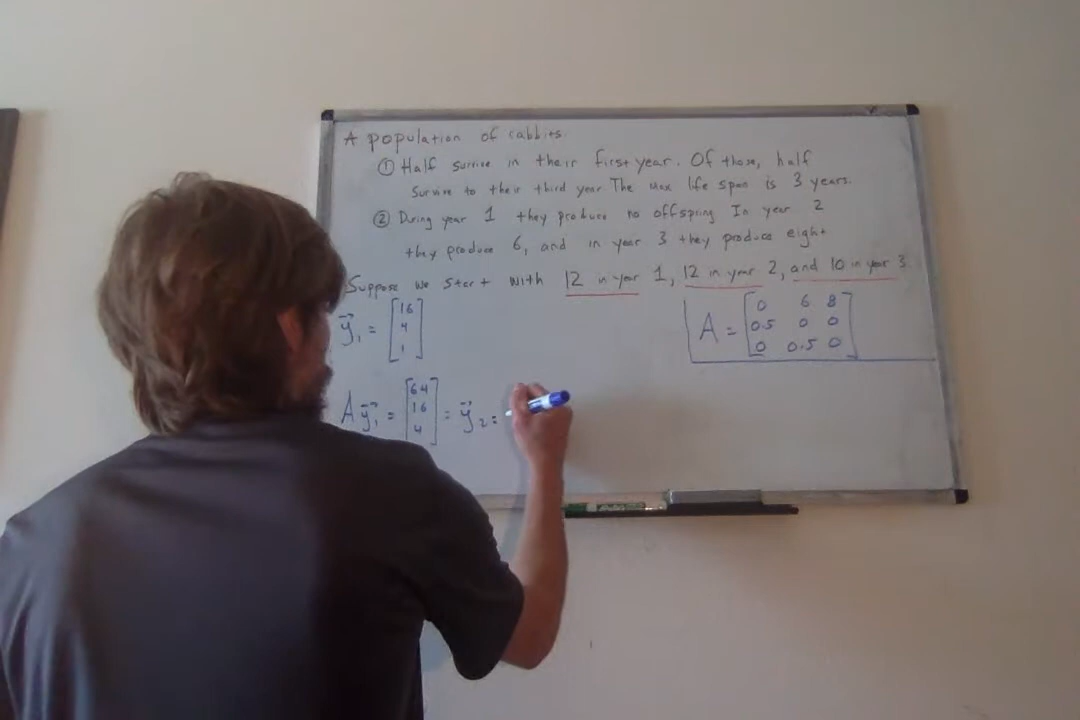 A population of rabbits.
① Half survive in their first year. Of those, half
survive to their third year The max life span is 3 years.
② During year 1 they produce no offspring In year 2
they produce 6, and in year 3 they produce eight
Suppose we start with 12 in year 1, 12 in year 2, and 10 in year 3.
y⃗₁ = [16 4 1]
A = [0 6 8
0.5 0 0
0 0.5 0]
A y⃗₁ = [64 16 4] = y⃗₂ =